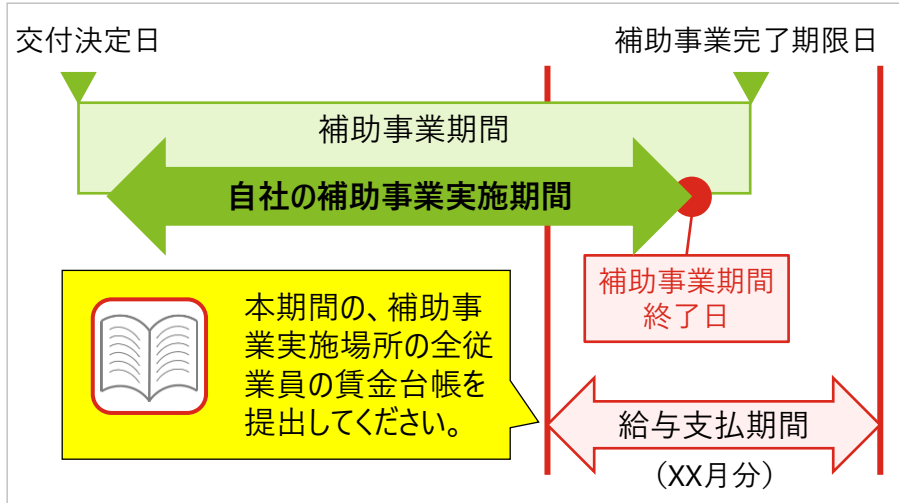 交付決定日
補助事業完了期限日
補助事業期間
自社の補助事業実施期間
補助事業期間
終了日
本期間の、補助事
業実施場所の全従
業員の賃金台帳を
提出してください。
給与支払期間
（XX月分）